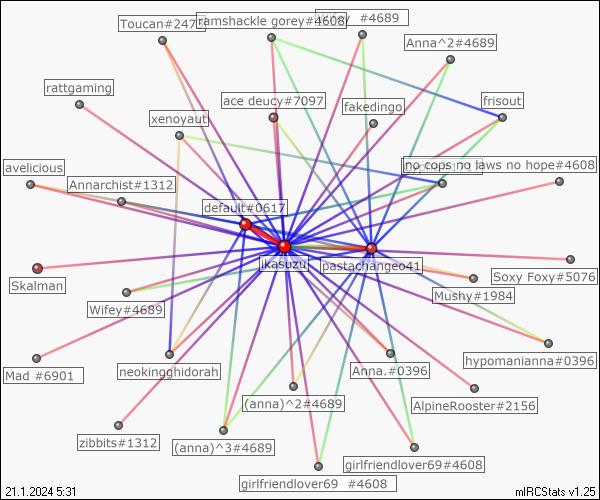 Toucan#247
ramshackle gorey#4608
#4689
Anna^2#4689
rattgaming
ace deucy#7097
fakedingo
frisout
xenoyaut
avelicious
no cops no laws no hope#4608
Annarchist#1312
default#0617
ikasuzu
pastachangeo41
Skalman
Soxy Foxy#5076
Wifey#4689
Mushy#1984
Mad #6901
neokingghidorah
Anna.#0396
hypomanianna#0396
(anna)^2#4689
AlpineRooster#2156
zibbits#1312
(anna)^3#4689
girlfriendlover69#4608
girlfriendlover69 #4608
21.1.2024 5:31
mIRCStats v1.25